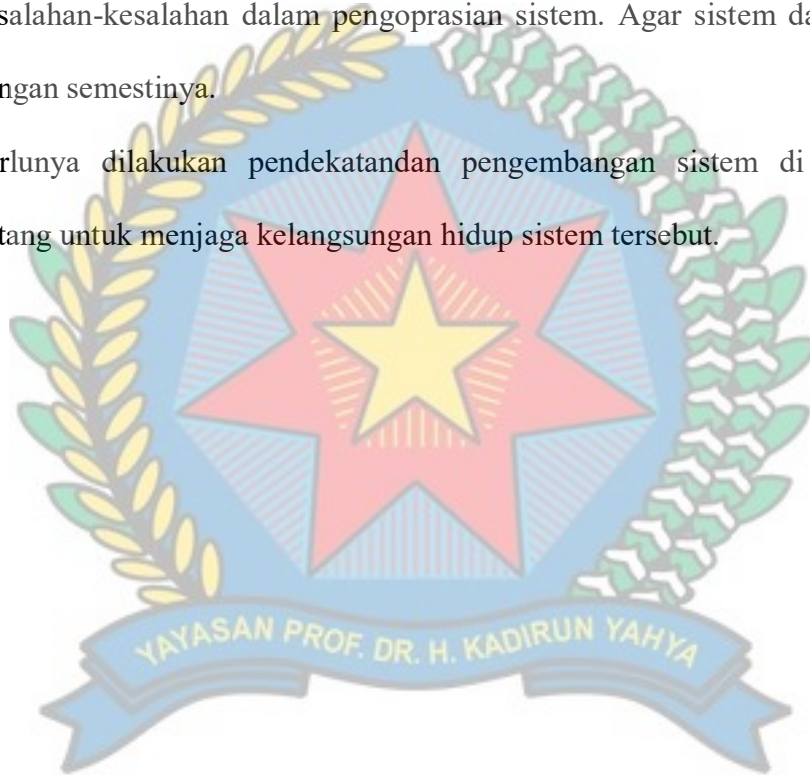 salahan-kesalahan dalam pengoprasian sistem. Agar sistem da
ngan semestinya.
rlunya dilakukan pendekatandan pengembangan sistem di
tang untuk menjaga kelangsungan hidup sistem tersebut.
YAYASAN PROF. DR. H. KADIRUN YAHYA